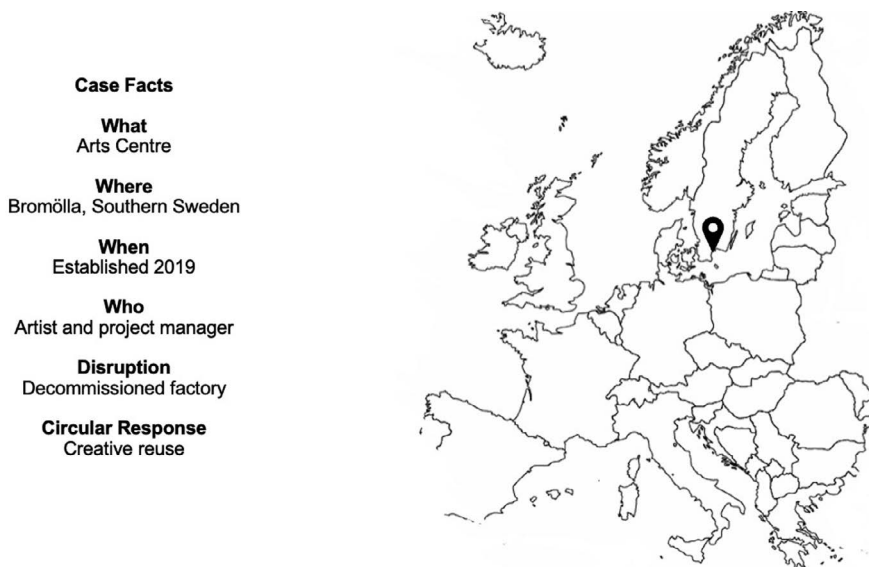 Case Facts
What
Arts Centre
Where
Bromölla, Southern Sweden
When
Established 2019
Who
Artist and project manager
Disruption
Decommissioned factory
Circular Response
Creative reuse